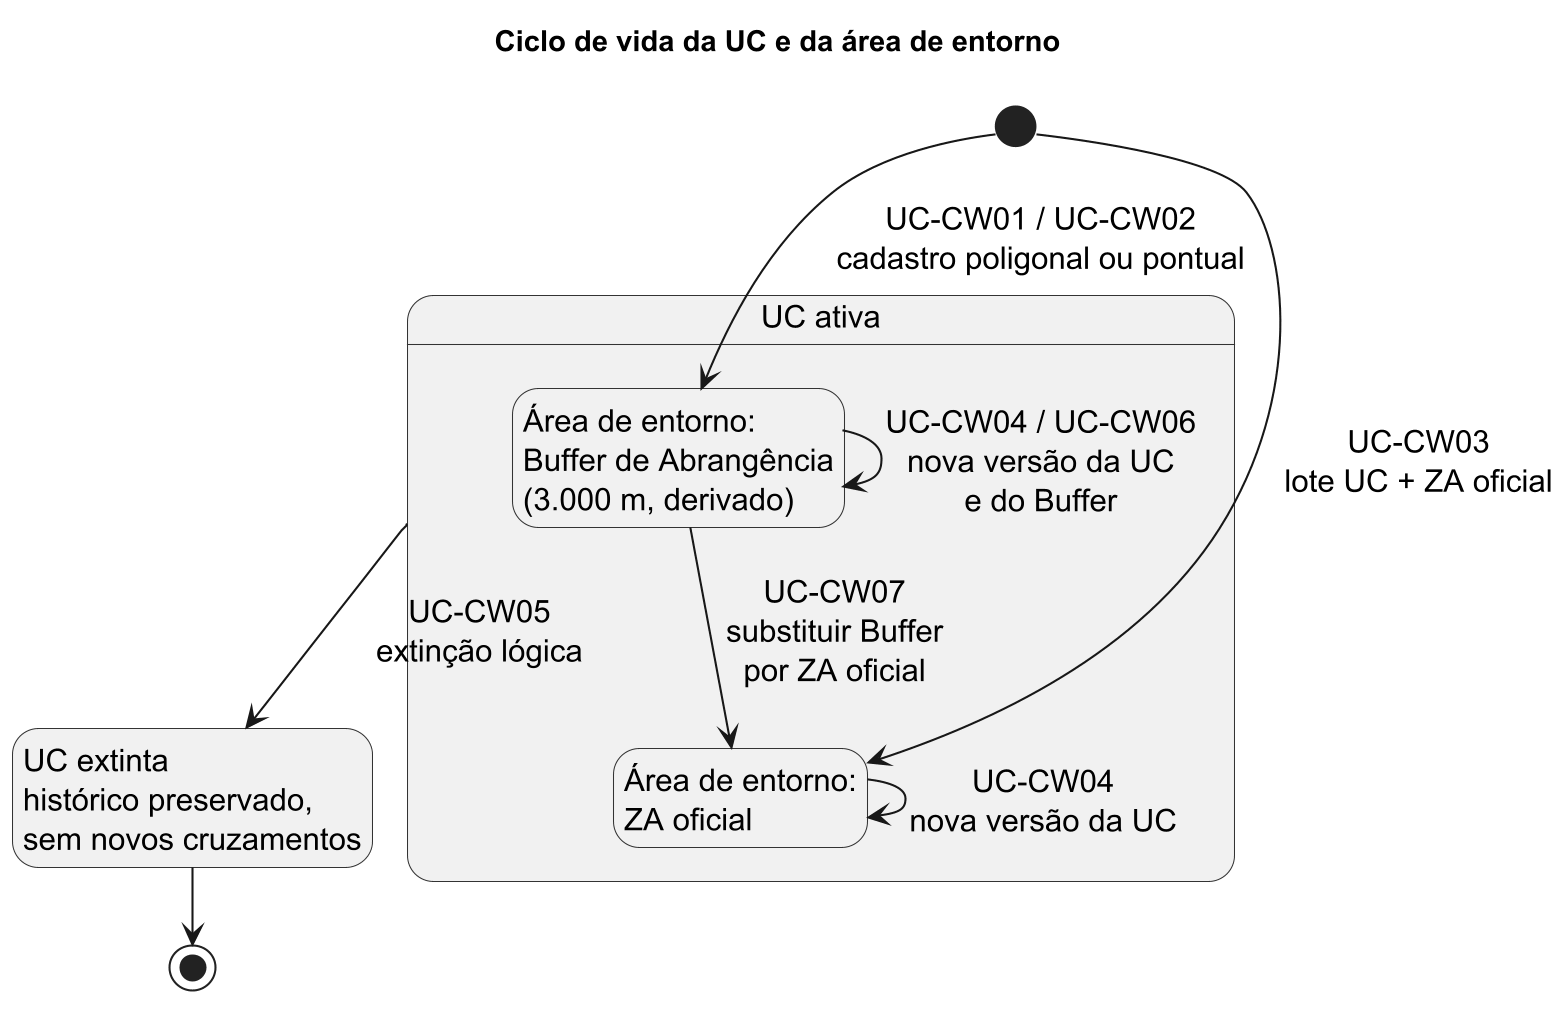 Ciclo de vida da UC e da área de entorno
UC-CW01 / UC-CW02
cadastro poligonal ou pontual
UC ativa
Área de entorno:
Buffer de Abrangência
(3.000 m, derivado)
UC-CW04 / UC-CW06
nova versão da UC
e do Buffer
UC-CW03
lote UC + ZA oficial
UC-CW05
extinção lógica
UC-CW07
substituir Buffer
por ZA oficial
UC extinta
histórico preservado,
sem novos cruzamentos
Área de entorno:
ZA oficial
UC-CW04
nova versão da UC